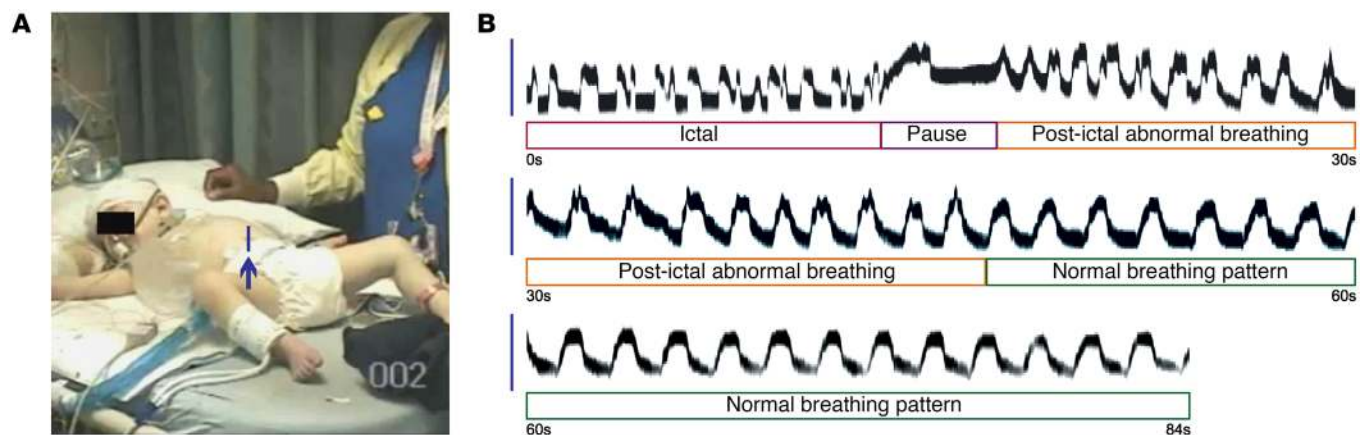 A
B
002
Ictal
Pause
Post-ictal abnormal breathing
0s
30s
Post-ictal abnormal breathing
Normal breathing pattern
30s
60s
Normal breathing pattern
60s
84s